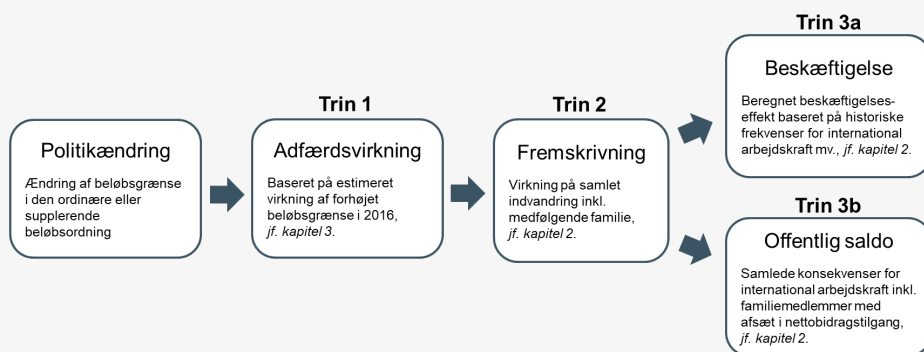 Politikændring
Ændring af beløbsgrænse
i den ordinære eller
supplerende
beløbsordning
Trin 1
Adfærdsvirkning
Baseret på estimeret
virkning af forhøjet
beløbsgrænse i 2016,
jf. kapitel 3.
Trin 2
Fremskrivning
Virkning på samlet
indvandring inkl.
medfølgende familie,
jf. kapitel 2.
Trin 3a
Beskæftigelse
Beregnet beskæftigelses-
effekt baseret på historiske
frekvenser for international
arbejdskraft mv., jf. kapitel 2.
Trin 3b
Offentlig saldo
Samlede konsekvenser for
international arbejdskraft inkl.
familiemedlemmer med
afsæt i nettobidragstilgang,
jf. kapitel 2.